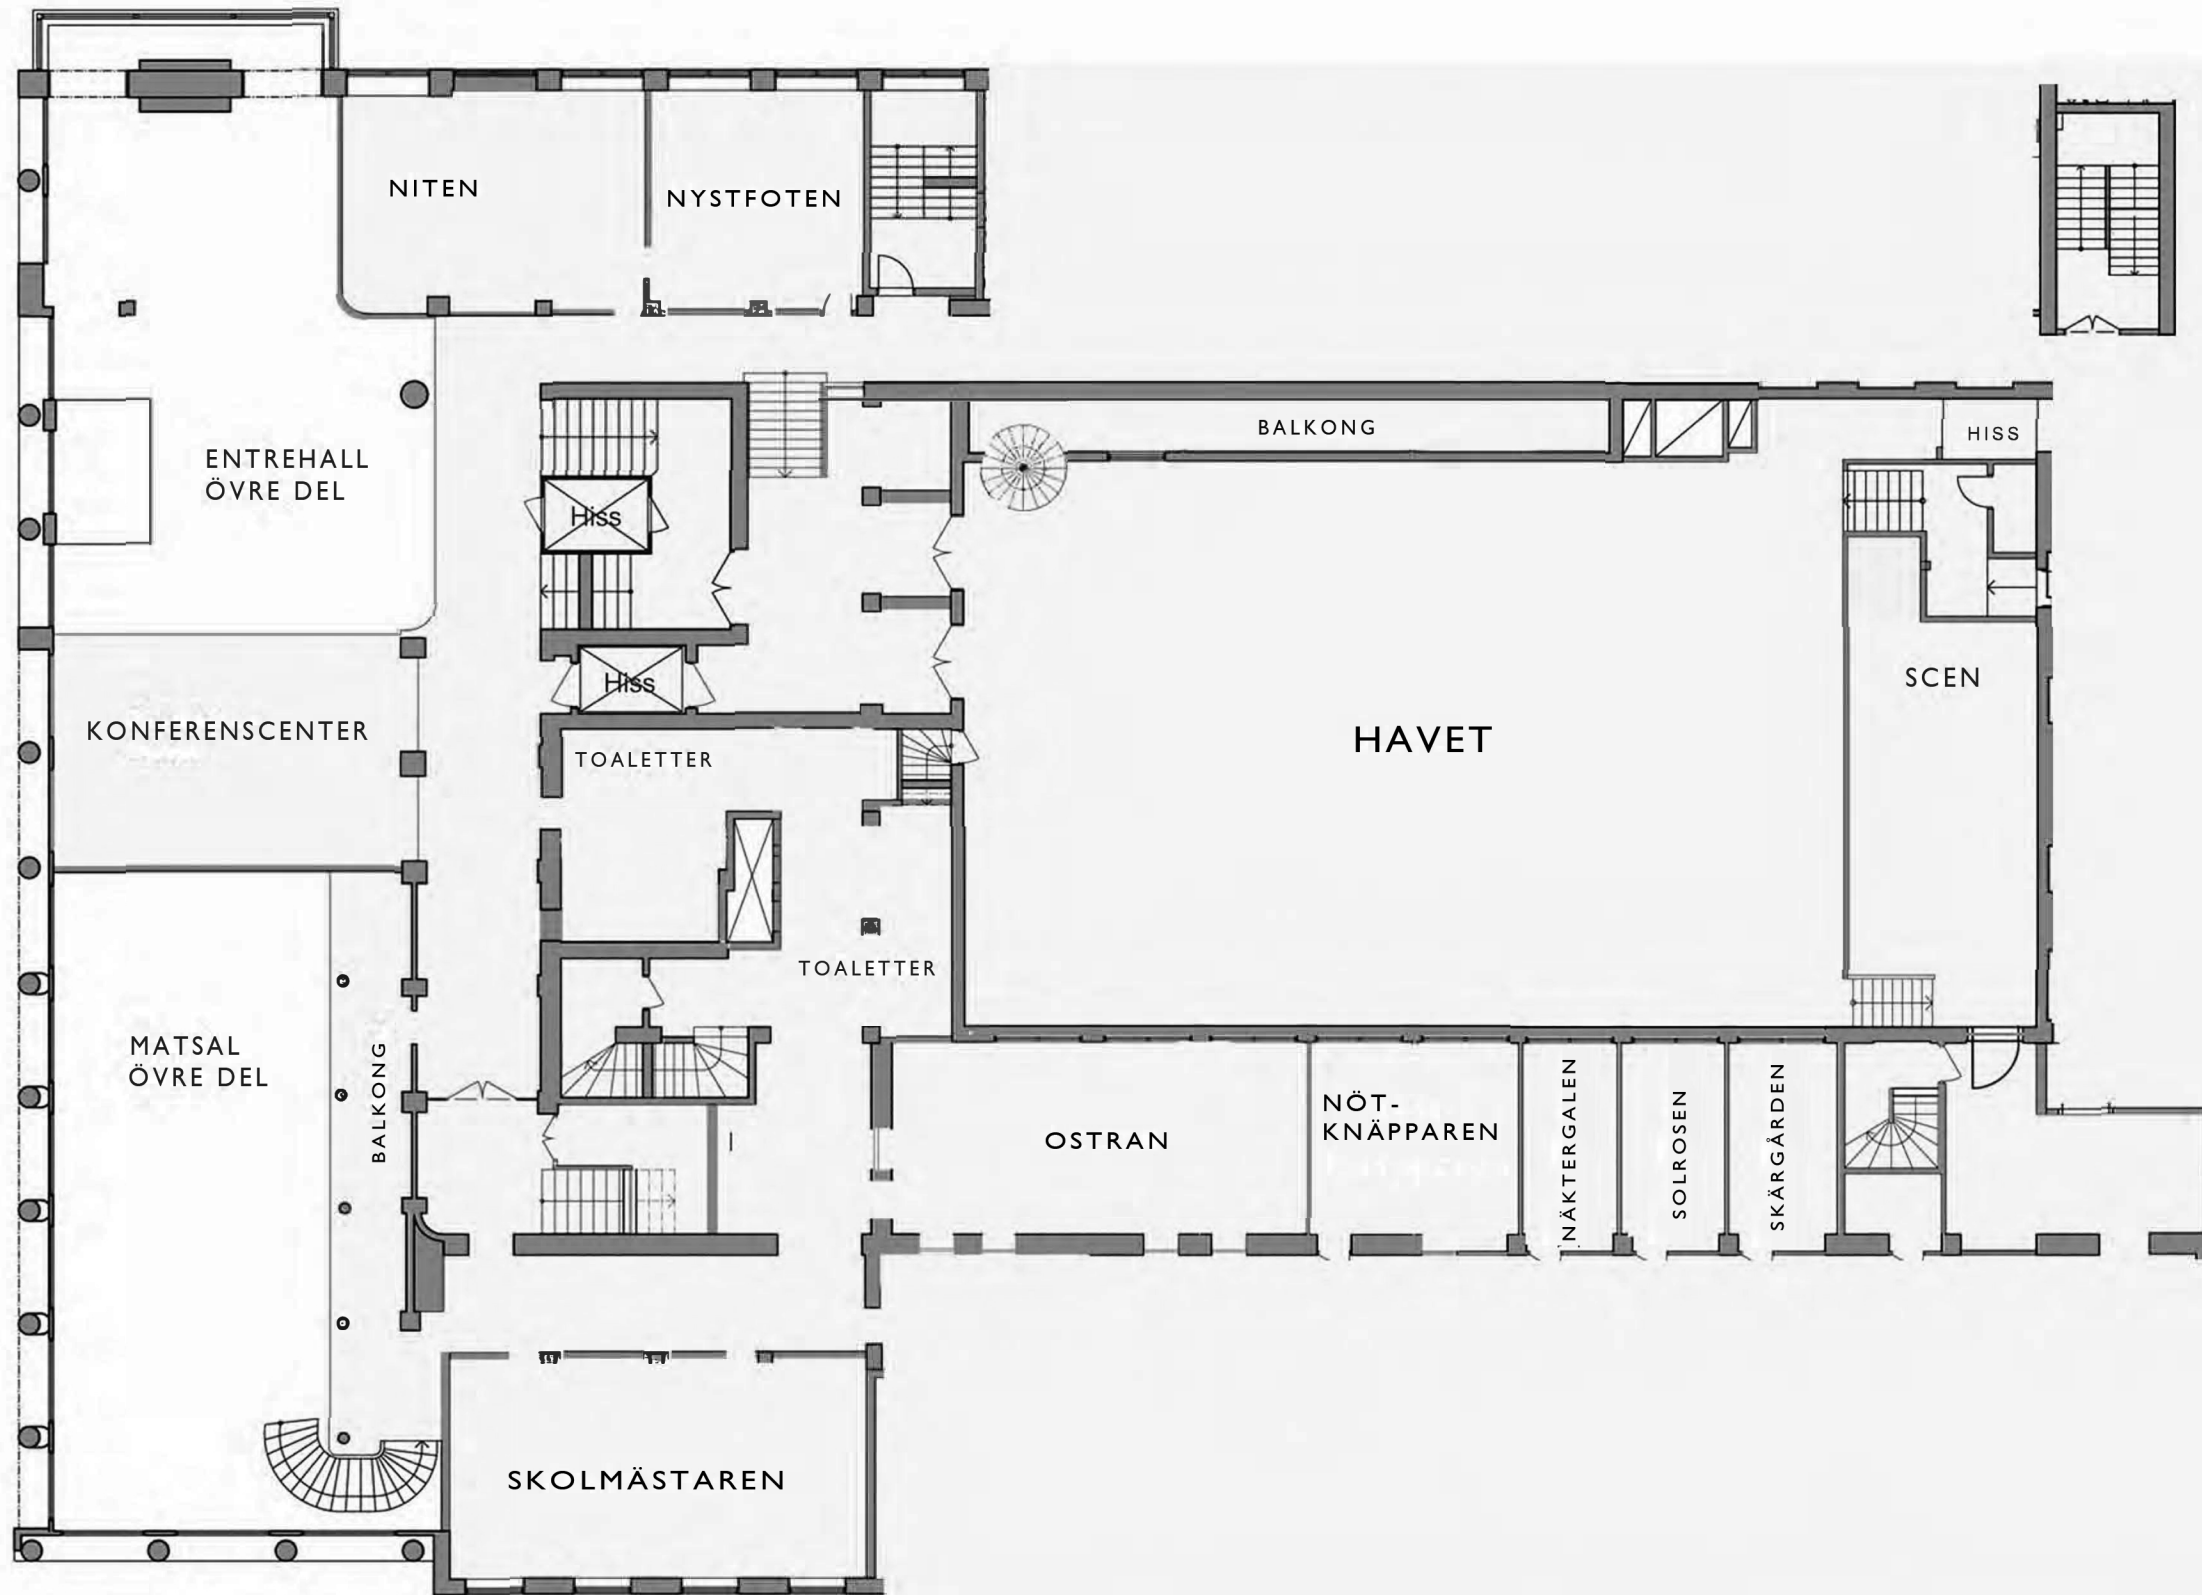 NITEN
NYSTFOTEN
BALKONG
HISS
ENTREHALL
ÖVRE DEL
Hiss
Hiss
SCEN
KONFERENSCENTER
HAVET
TOALETTER
TOALETTER
MATSAL
ÖVRE DEL
BALKONG
OSTRAN
NÖT-
KNÄPPAREN
NÄKTERGALEN
SOLROSEN
SKÄRGÅRDEN
SKOLMÄSTAREN